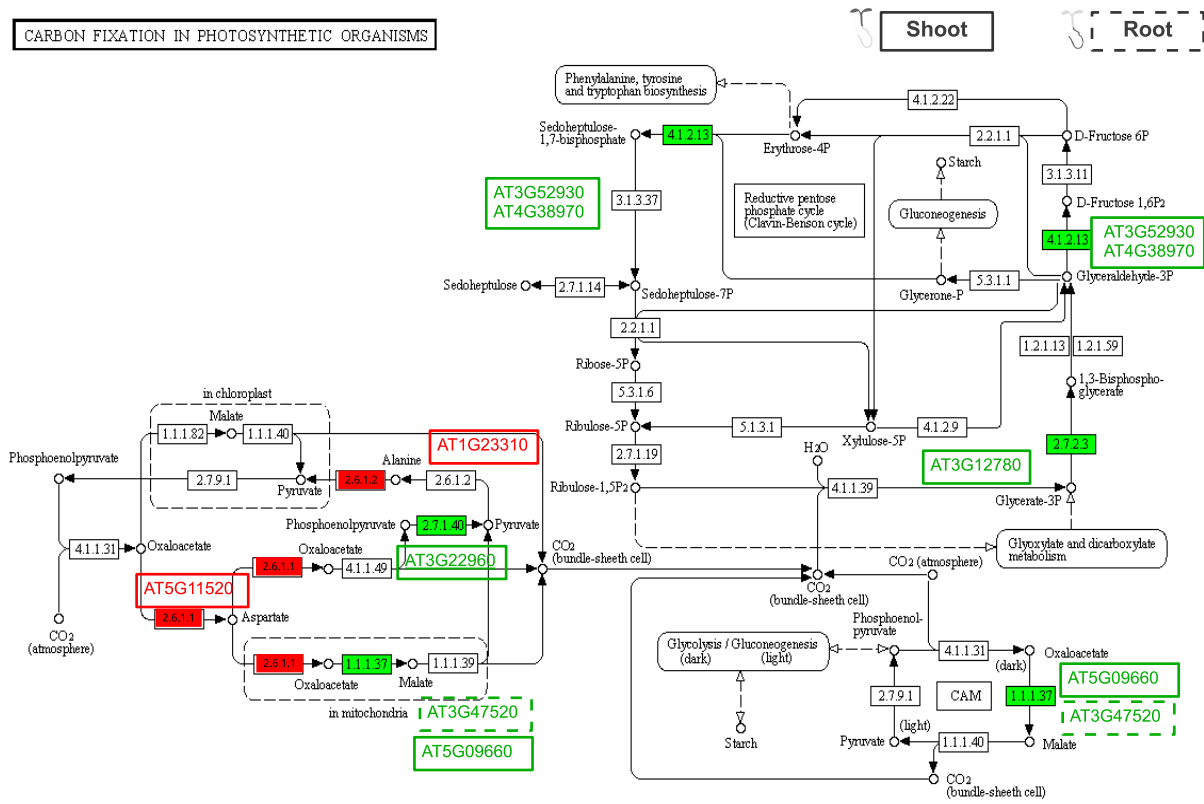 CARBON FIXATION IN PHOTOSYNTHETIC ORGANISMS
Shoot
Root
Phenylalanine, tyrosine
and tryptophan biosynthesis
4.1.2.22
Sedoheptulose-
1,7-bisphosphate
4.1.2.13
Erythrose-4P
2.2.1.1
D-Fructose 6P
Starch
3.1.3.11
AT3G52930
AT4G38970
3.1.3.37
Reductive pentose
phosphate cycle
(Clavin-Benson cycle)
Gluconeogenesis
D-Fructose 1,6P2
4.1.2.13
AT3G52930
AT4G38970
Sedoheptulose
2.7.1.14
Sedoheptulose-7P
Glycerone-P
5.3.1.1
Glyceraldehyde-3P
2.2.1.1
1.2.1.13
1.2.1.59
Ribose-5P
5.3.1.6
1,3-Bisphospho-
glycerate
in chloroplast
Malate
1.1.1.82
1.1.1.40
AT1G23310
Ribulose-5P
5.1.3.1
Xylulose-5P
4.1.2.9
2.7.2.3
Phosphoenolpyruvate
2.7.9.1
Pyruvate
2.6.1.2
Alanine
2.6.1.2
2.7.1.19
H2O
AT3G12780
Ribulose-1,5P2
4.1.1.39
Glycerate-3P
Phosphoenolpyruvate
2.7.1.40
Pyruvate
4.1.1.31
Oxaloacetate
Oxaloacetate
2.6.1.1
4.1.1.49
AT3G22960
CO2
(bundle-sheeth cell)
Glyoxylate and dicarboxylate
metabolism
AT5G11520
CO2 (atmosphere)
CO2
(bundle-sheeth cell)
2.6.1.1
Aspartate
CO2
(atmosphere)
Phosphoenol-
pyruvate
Glycolysis / Gluconeogenesis
(dark)
(light)
4.1.1.31
(dark)
Oxaloacetate
2.6.1.1
Oxaloacetate
1.1.1.37
Malate
1.1.1.39
in mitochondria
AT3G47520
AT5G09660
2.7.9.1
CAM
1.1.1.37
AT5G09660
AT3G47520
Starch
(light)
Pyruvate
1.1.1.40
Malate
CO2
(bundle-sheeth cell)